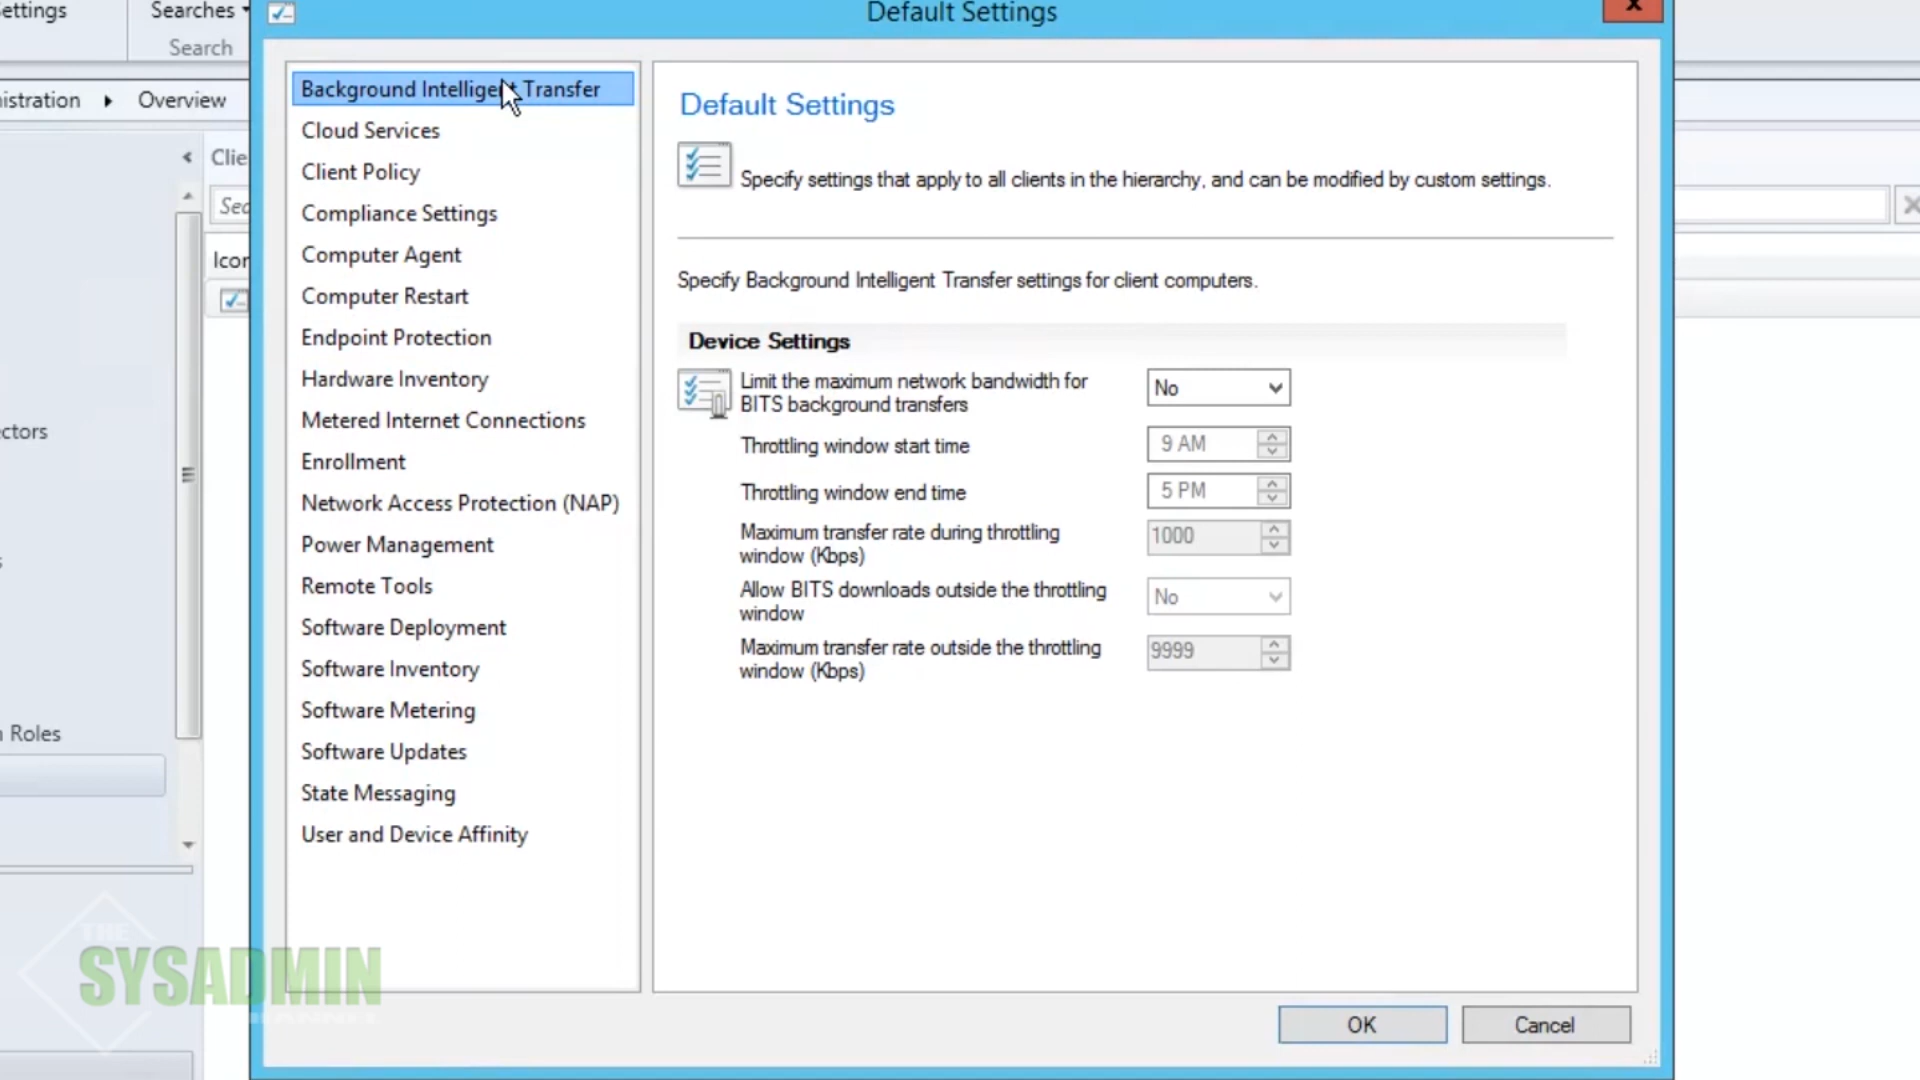 ettings
Searches
Search
Default Settings
x
istration
Overview
Clie
Sea
Icon
ectors
Roles
Background Intelligent Transfer
Cloud Services
Client Policy
Compliance Settings
Computer Agent
Computer Restart
Endpoint Protection
Hardware Inventory
Metered Internet Connections
Enrollment
Network Access Protection (NAP)
Power Management
Remote Tools
Software Deployment
Software Inventory
Software Metering
Software Updates
State Messaging
User and Device Affinity
Default Settings
Specify settings that apply to all clients in the hierarchy, and can be modified by custom settings.
Specify Background Intelligent Transfer settings for client computers.
Device Settings
Limit the maximum network bandwidth for
BITS background transfers
No
Throttling window start time
9 AM
Throttling window end time
5 PM
Maximum transfer rate during throttling
window (Kbps)
1000
Allow BITS downloads outside the throttling
window
No
Maximum transfer rate outside the throttling
window (Kbps)
9999
OK
Cancel
THE
SYSADMIN
CHANNEL